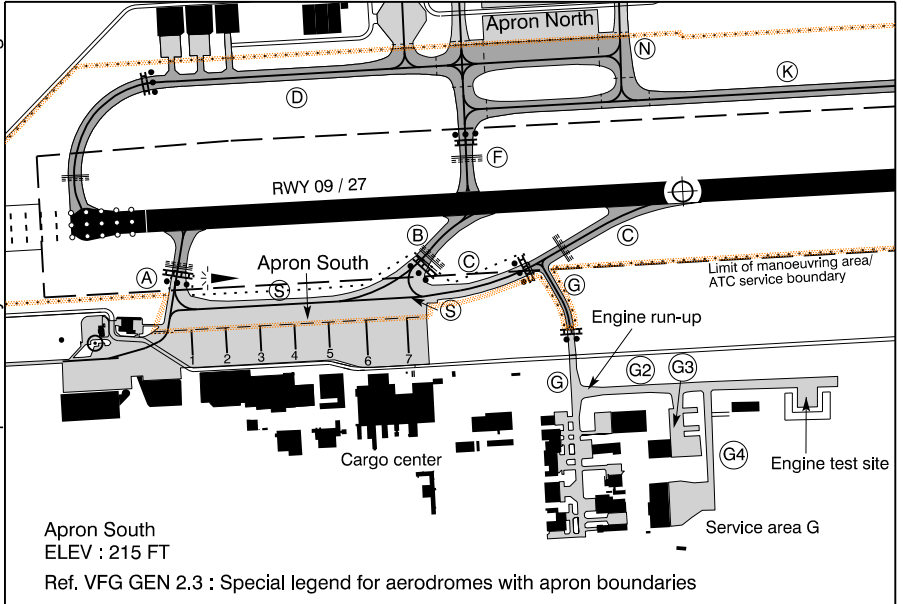 Apron North
N
K
D
F
RWY 09 / 27
B
C
C
A
Apron South
S
Limit of manoeuvring area/
ATC service boundary
G
S
Engine run-up
1
2
3
4
5
6
7
G
G2
G3
Cargo center
G4
Engine test site
Service area G
Apron South
ELEV : 215 FT
Ref. VFG GEN 2.3 : Special legend for aerodromes with apron boundaries